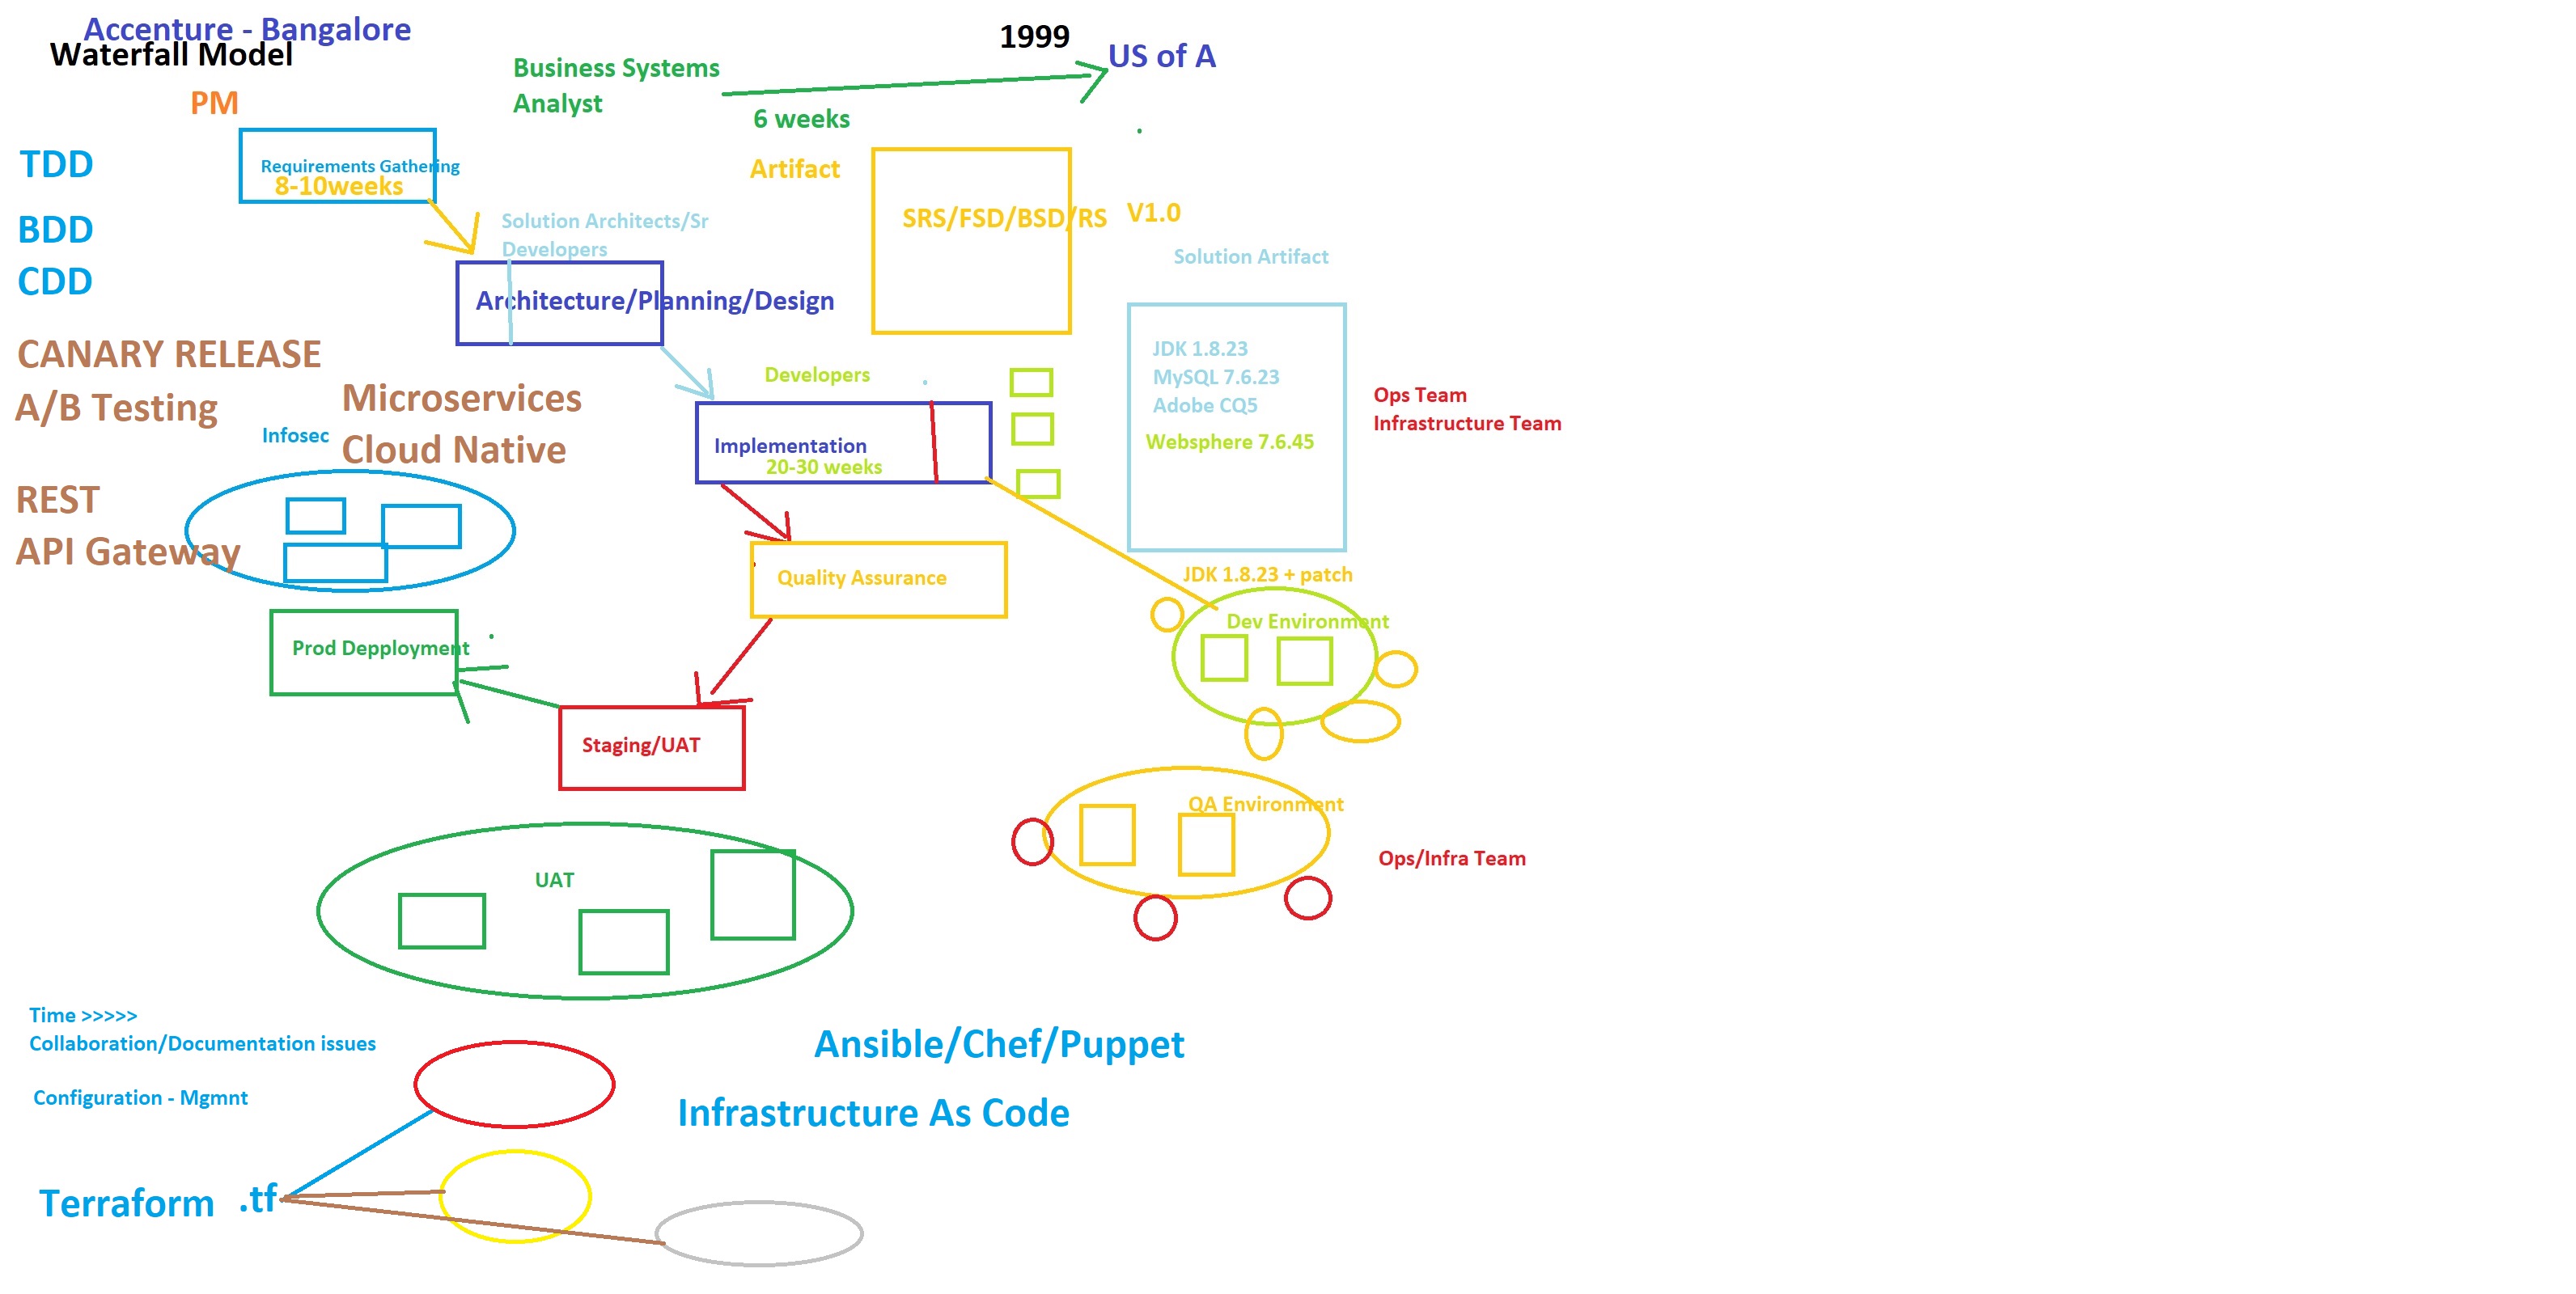 Accenture - Bangalore
Waterfall Model
1999
US of A
Business Systems
Analyst
PM
6 weeks
TDD
Requirements Gathering
8-10weeks
Artifact
SRS/FSD/BSD/RS
V1.0
BDD
Solution Architects/Sr
Developers
Solution Artifact
CDD
Architecture/Planning/Design
CANARY RELEASE
A/B Testing
Microservices
Cloud Native
Infosec
Developers
JDK 1.8.23
MySQL 7.6.23
Adobe CQ5
Websphere 7.6.45
Ops Team
Infrastructure Team
Implementation
20-30 weeks
REST
API Gateway
Quality Assurance
JDK 1.8.23 + patch
Dev Environment
Prod Depployment
Staging/UAT
QA Environment
Ops/Infra Team
UAT
Time >>>>>
Collaboration/Documentation issues
Ansible/Chef/Puppet
Configuration - Mgmnt
Infrastructure As Code
Terraform
.tf